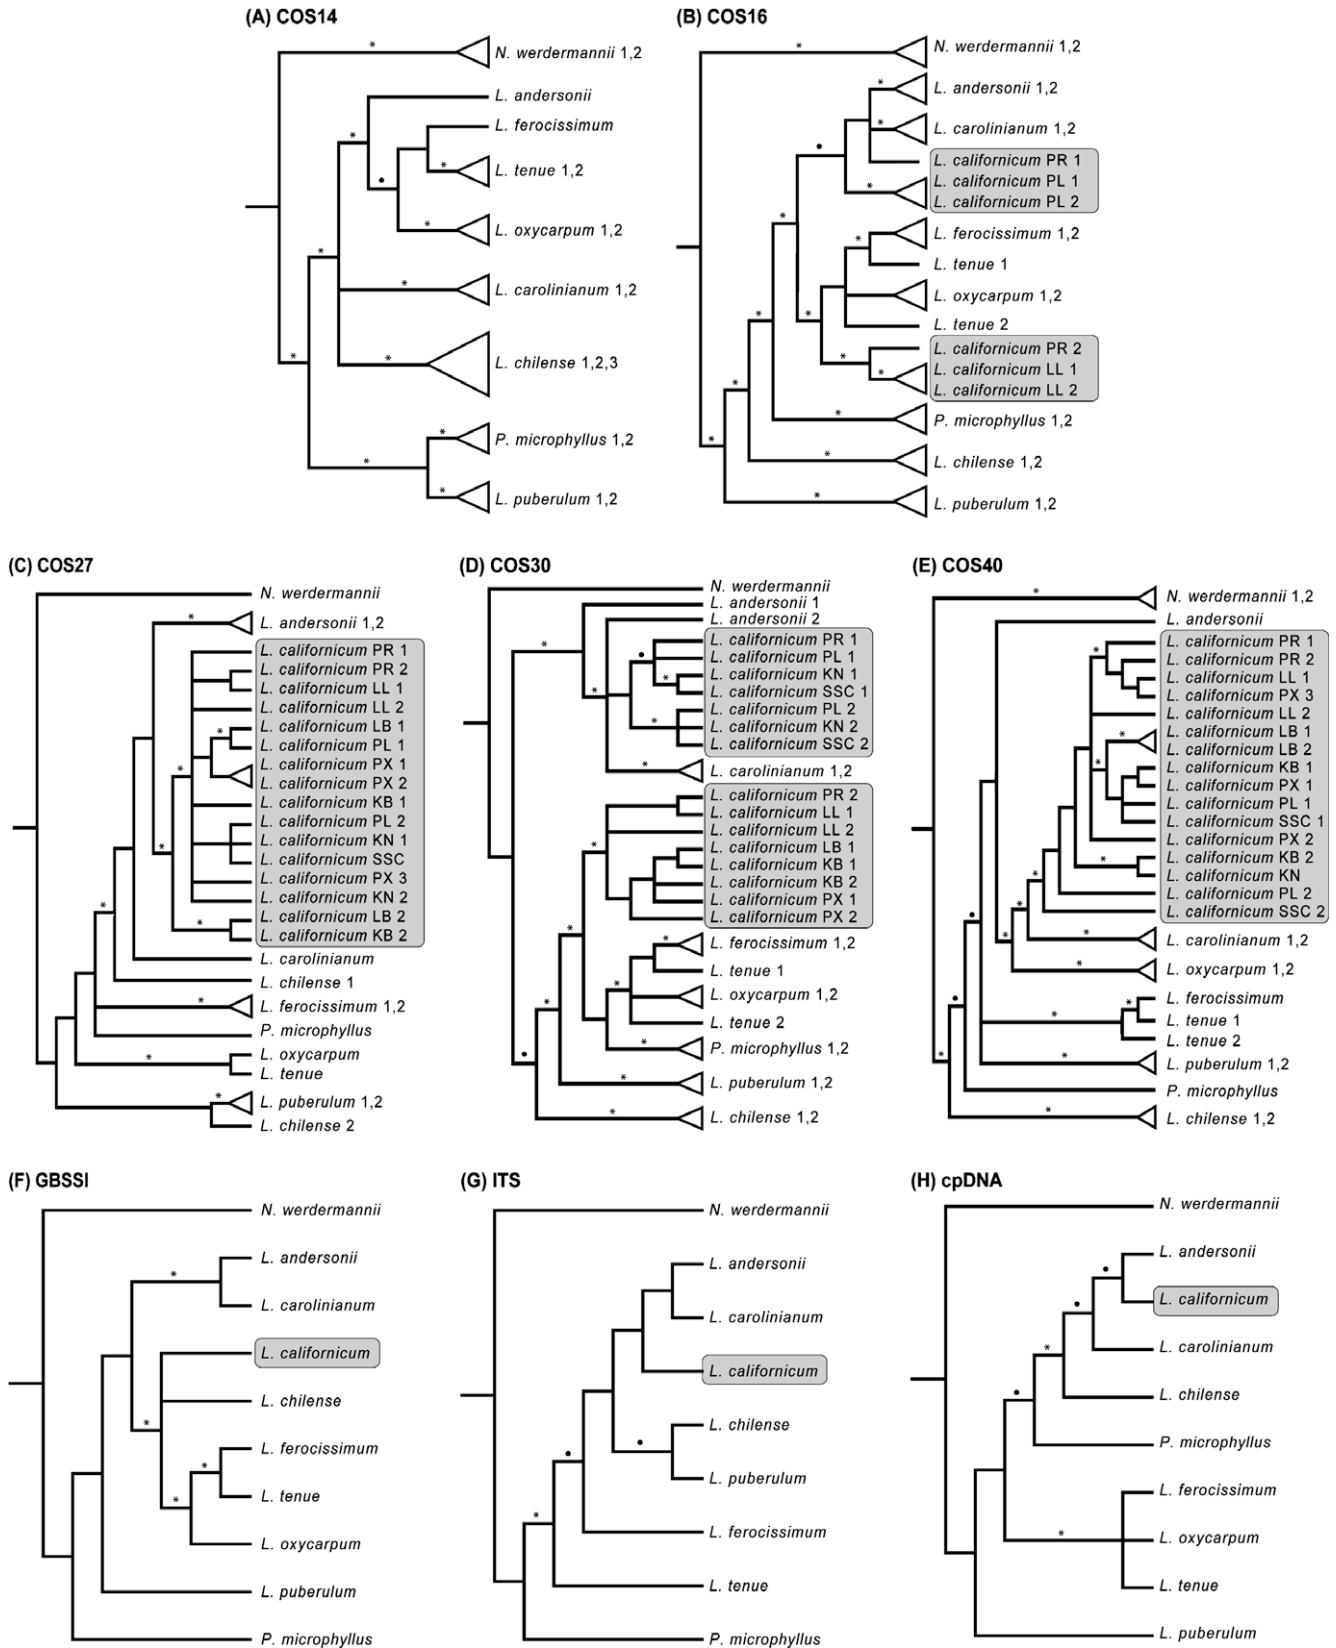 (A) COS14
N. werdermannii 1,2
L. andersonii
L. ferocissimum
L. tenue 1,2
L. oxycarpum 1,2
L. carolinianum 1,2
L. chilense 1,2,3
P. microphyllus 1,2
L. puberulum 1,2
(B) COS16
N. werdermannii 1,2
L. andersonii 1,2
L. carolinianum 1,2
L. californicum PR 1
L. californicum PL 1
L. californicum PL 2
L. ferocissimum 1,2
L. tenue 1
L. oxycarpum 1,2
L. tenue 2
L. californicum PR 2
L. californicum LL 1
L. californicum LL 2
P. microphyllus 1,2
L. chilense 1,2
L. puberulum 1,2
(C) COS27
N. werdermannii
L. andersonii 1,2
L. californicum PR 1
L. californicum PR 2
L. californicum LL 1
L. californicum LL 2
L. californicum LB 1
L. californicum PL 1
L. californicum PX 1
L. californicum PX 2
L. californicum KB 1
L. californicum PL 2
L. californicum KN 1
L. californicum SSC
L. californicum PX 3
L. californicum KN 2
L. californicum LB 2
L. californicum KB 2
L. carolinianum
L. chilense 1
L. ferocissimum 1,2
P. microphyllus
L. oxycarpum
L. tenue
L. puberulum 1,2
L. chilense 2
(D) COS30
N. werdermannii
L. andersonii 1
L. andersonii 2
L. californicum PR 1
L. californicum PL 1
L. californicum KN 1
L. californicum SSC 1
L. californicum PL 2
L. californicum KN 2
L. californicum SSC 2
L. carolinianum 1,2
L. californicum PR 2
L. californicum LL 1
L. californicum LL 2
L. californicum LB 1
L. californicum KB 1
L. californicum KB 2
L. californicum PX 1
L. californicum PX 2
L. ferocissimum 1,2
L. tenue 1
L. oxycarpum 1,2
L. tenue 2
P. microphyllus 1,2
L. puberulum 1,2
L. chilense 1,2
(E) COS40
N. werdermannii 1,2
L. andersonii
L. californicum PR 1
L. californicum PR 2
L. californicum LL 1
L. californicum PX 3
L. californicum LL 2
L. californicum LB 1
L. californicum LB 2
L. californicum KB 1
L. californicum PX 1
L. californicum PL 1
L. californicum SSC 1
L. californicum PX 2
L. californicum KB 2
L. californicum KN
L. californicum PL 2
L. californicum SSC 2
L. carolinianum 1,2
L. oxycarpum 1,2
L. ferocissimum
L. tenue 1
L. tenue 2
L. puberulum 1,2
P. microphyllus
L. chilense 1,2
(F) GBSSI
N. werdermannii
L. andersonii
L. carolinianum
L. californicum
L. chilense
L. ferocissimum
L. tenue
L. oxycarpum
L. puberulum
P. microphyllus
(G) ITS
N. werdermannii
L. andersonii
L. carolinianum
L. californicum
L. chilense
L. puberulum
L. ferocissimum
L. tenue
P. microphyllus
(H) cpDNA
N. werdermannii
L. andersonii
L. californicum
L. carolinianum
L. chilense
P. microphyllus
L. ferocissimum
L. oxycarpum
L. tenue
L. puberulum